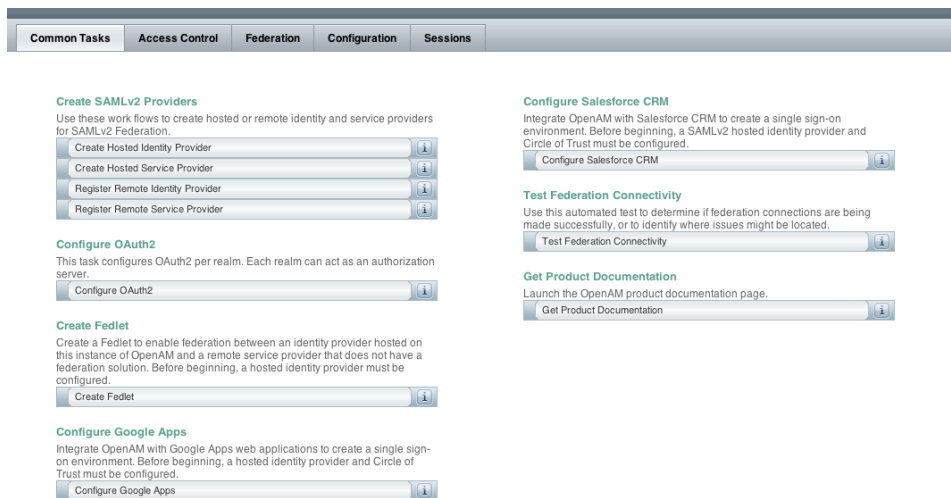 Common Tasks Access Control Federation Configuration Sessions
Create SAMLv2 Providers
Use these work flows to create hosted or remote identity and service providers
for SAMLv2 Federation.
Create Hosted Identity Provider
Create Hosted Service Provider
Register Remote Identity Provider
Register Remote Service Provider
Configure OAuth2
This task configures OAuth2 per realm. Each realm can act as an authorization
server.
Configure OAuth2
Create Fedlet
Create a Fedlet to enable federation between an identity provider hosted on
this instance of OpenAM and a remote service provider that does not have a
federation solution. Before beginning, a hosted identity provider must be
configured.
Create Fedlet
Configure Google Apps
Integrate OpenAM with Google Apps web applications to create a single sign-
on environment. Before beginning, a hosted identity provider and Circle of
Trust must be configured.
Configure Google Apps
Configure Salesforce CRM
Integrate OpenAM with Salesforce CRM to create a single sign-on
environment. Before beginning, a SAMLv2 hosted identity provider and
Circle of Trust must be configured.
Configure Salesforce CRM
Test Federation Connectivity
Use this automated test to determine if federation connections are being
made successfully, or to identify where issues might be located.
Test Federation Connectivity
Get Product Documentation
Launch the OpenAM product documentation page.
Get Product Documentation